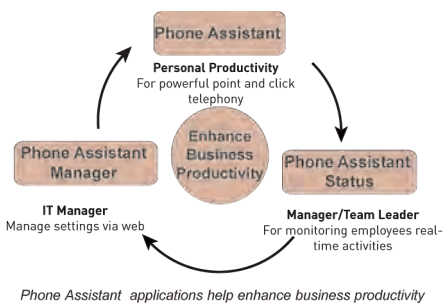 Phone Assistant
Personal Productivity
For powerful point and click
telephony
Enhance
Business
Productivity
Phone Assistant
Manager
IT Manager
Manage settings via web
Phone Assistant
Status
Manager/Team Leader
For monitoring employees real-
time activities
Phone Assistant applications help enhance business productivity